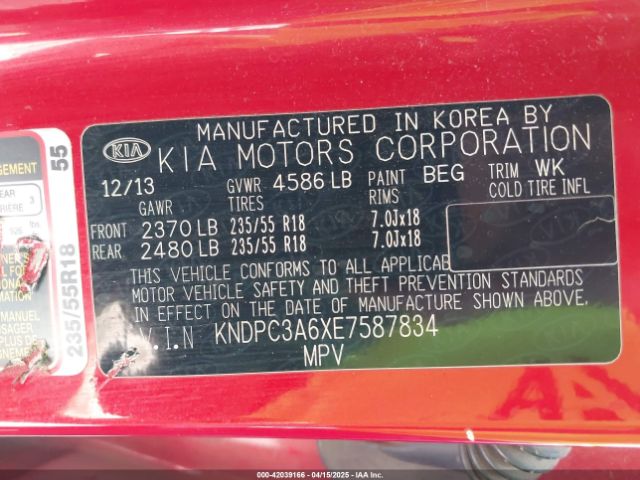 MANUFACTURED IN KOREA BY
KIA KIA MOTORS CORPORATION
12/13 GVWR 4586 LB PAINT BEG TRIM WK
GAWR TIRES RIMS COLD TIRE INFL
FRONT 2370 LB 235/55 R18 7.0Jx18
REAR 2480 LB 235/55 R18 7.0Jx18
THIS VEHICLE CONFORMS TO ALL APPLICAB
MOTOR VEHICLE SAFETY AND THEFT PREVENTION STANDARDS
IN EFFECT ON THE DATE OF MANUFACTURE SHOWN ABOVE.
V.I.N KNDPC3A6XE7587834
MPV
55
235/55R18
3
000-42039166 - 04/15/2025 - IAAI.COM